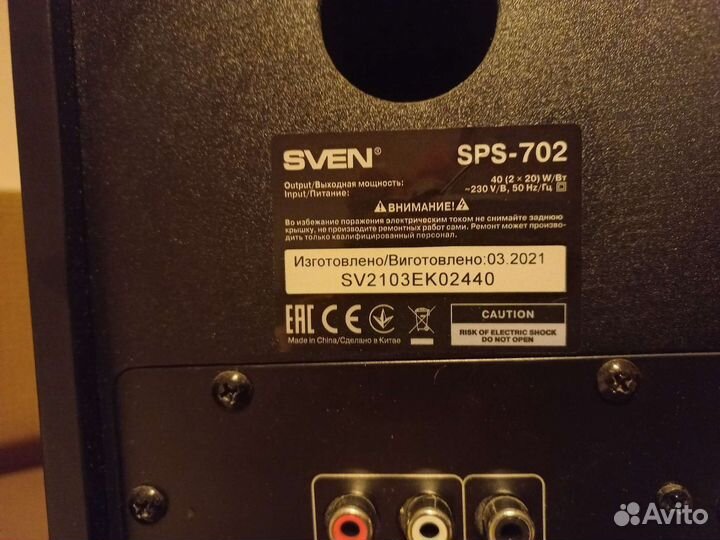 SVEN®
SPS-702
Output/Выходная мощность: 40 (2 × 20) W/Вт
Input/Питание: ~230 V/В, 50 Hz/Гц
ВНИМАНИЕ!
Во избежание поражения электрическим током не снимайте заднюю
крышку, не производите ремонтных работ сами. Ремонт может произво-
дить только квалифицированный персонал.
Изготовлено/Виготовлено:03.2021
SV2103EK02440
EAC CE
Made in China/Сделано в Китае
CAUTION
RISK OF ELECTRIC SHOCK
DO NOT OPEN
Avito